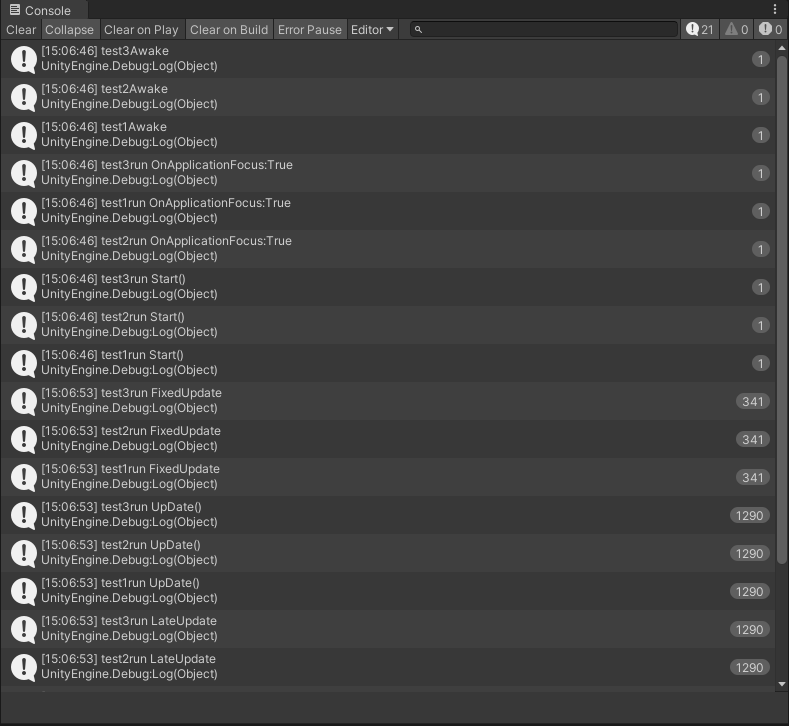 Console
Clear Collapse Clear on Play Clear on Build Error Pause Editor 21 0 0
[15:06:46] test3Awake
UnityEngine.Debug:Log(Object)
1
[15:06:46] test2Awake
UnityEngine.Debug:Log(Object)
1
[15:06:46] test1Awake
UnityEngine.Debug:Log(Object)
1
[15:06:46] test3run OnApplicationFocus:True
UnityEngine.Debug:Log(Object)
1
[15:06:46] test1run OnApplicationFocus:True
UnityEngine.Debug:Log(Object)
1
[15:06:46] test2run OnApplicationFocus:True
UnityEngine.Debug:Log(Object)
1
[15:06:46] test3run Start()
UnityEngine.Debug:Log(Object)
1
[15:06:46] test2run Start()
UnityEngine.Debug:Log(Object)
1
[15:06:46] test1run Start()
UnityEngine.Debug:Log(Object)
1
[15:06:53] test3run FixedUpdate
UnityEngine.Debug:Log(Object)
341
[15:06:53] test2run FixedUpdate
UnityEngine.Debug:Log(Object)
341
[15:06:53] test1run FixedUpdate
UnityEngine.Debug:Log(Object)
341
[15:06:53] test3run UpDate()
UnityEngine.Debug:Log(Object)
1290
[15:06:53] test2run UpDate()
UnityEngine.Debug:Log(Object)
1290
[15:06:53] test1run UpDate()
UnityEngine.Debug:Log(Object)
1290
[15:06:53] test3run LateUpdate
UnityEngine.Debug:Log(Object)
1290
[15:06:53] test2run LateUpdate
UnityEngine.Debug:Log(Object)
1290